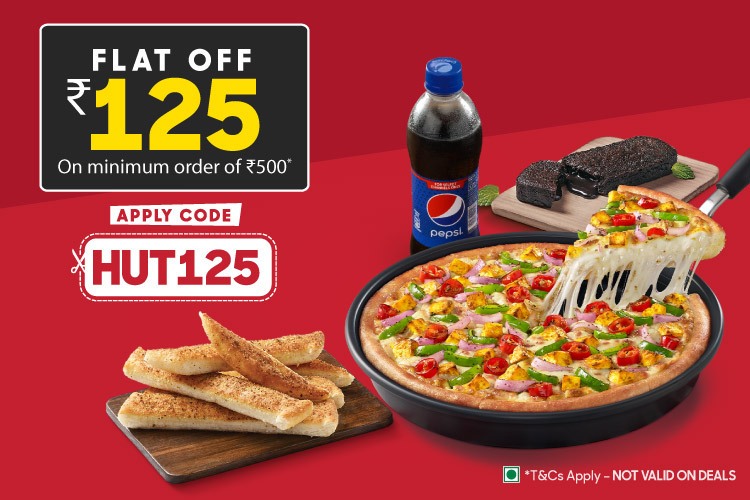 FLAT OFF
₹125
On minimum order of ₹500*
APPLY CODE
HUT125
pepsi
*T&Cs Apply – NOT VALID ON DEALS